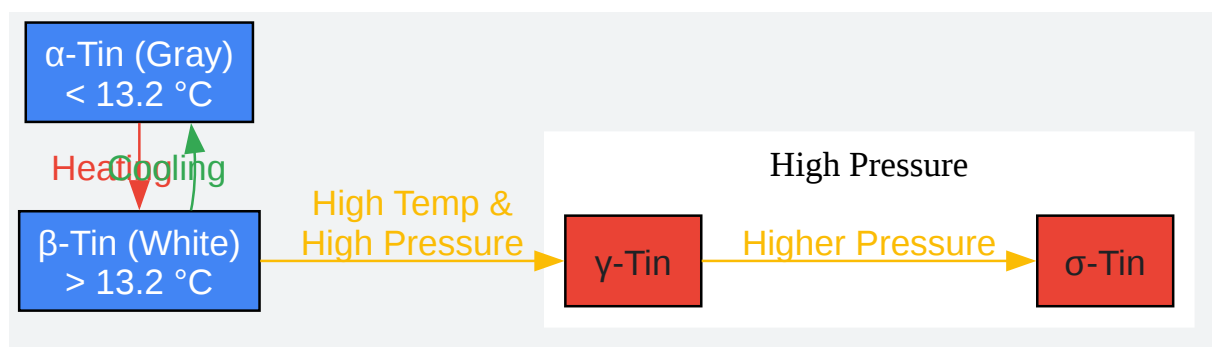 α-Tin (Gray)
< 13.2 °C
Heating
Cooling
β-Tin (White)
> 13.2 °C
High Temp &
High Pressure
High Pressure
γ-Tin
Higher Pressure
σ-Tin